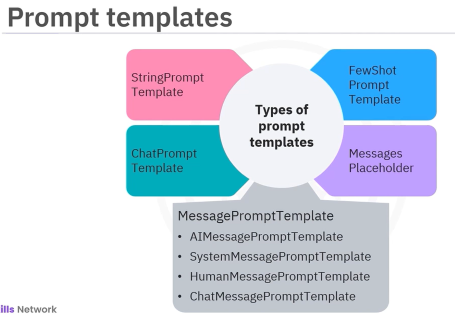 Prompt templates
StringPrompt
Template
FewShot
Prompt
Template
Types of
prompt
templates
ChatPrompt
Template
Messages
Placeholder
MessagePromptTemplate
• AIMessagePromptTemplate
• SystemMessagePromptTemplate
• HumanMessagePromptTemplate
• ChatMessagePromptTemplate
ills Network